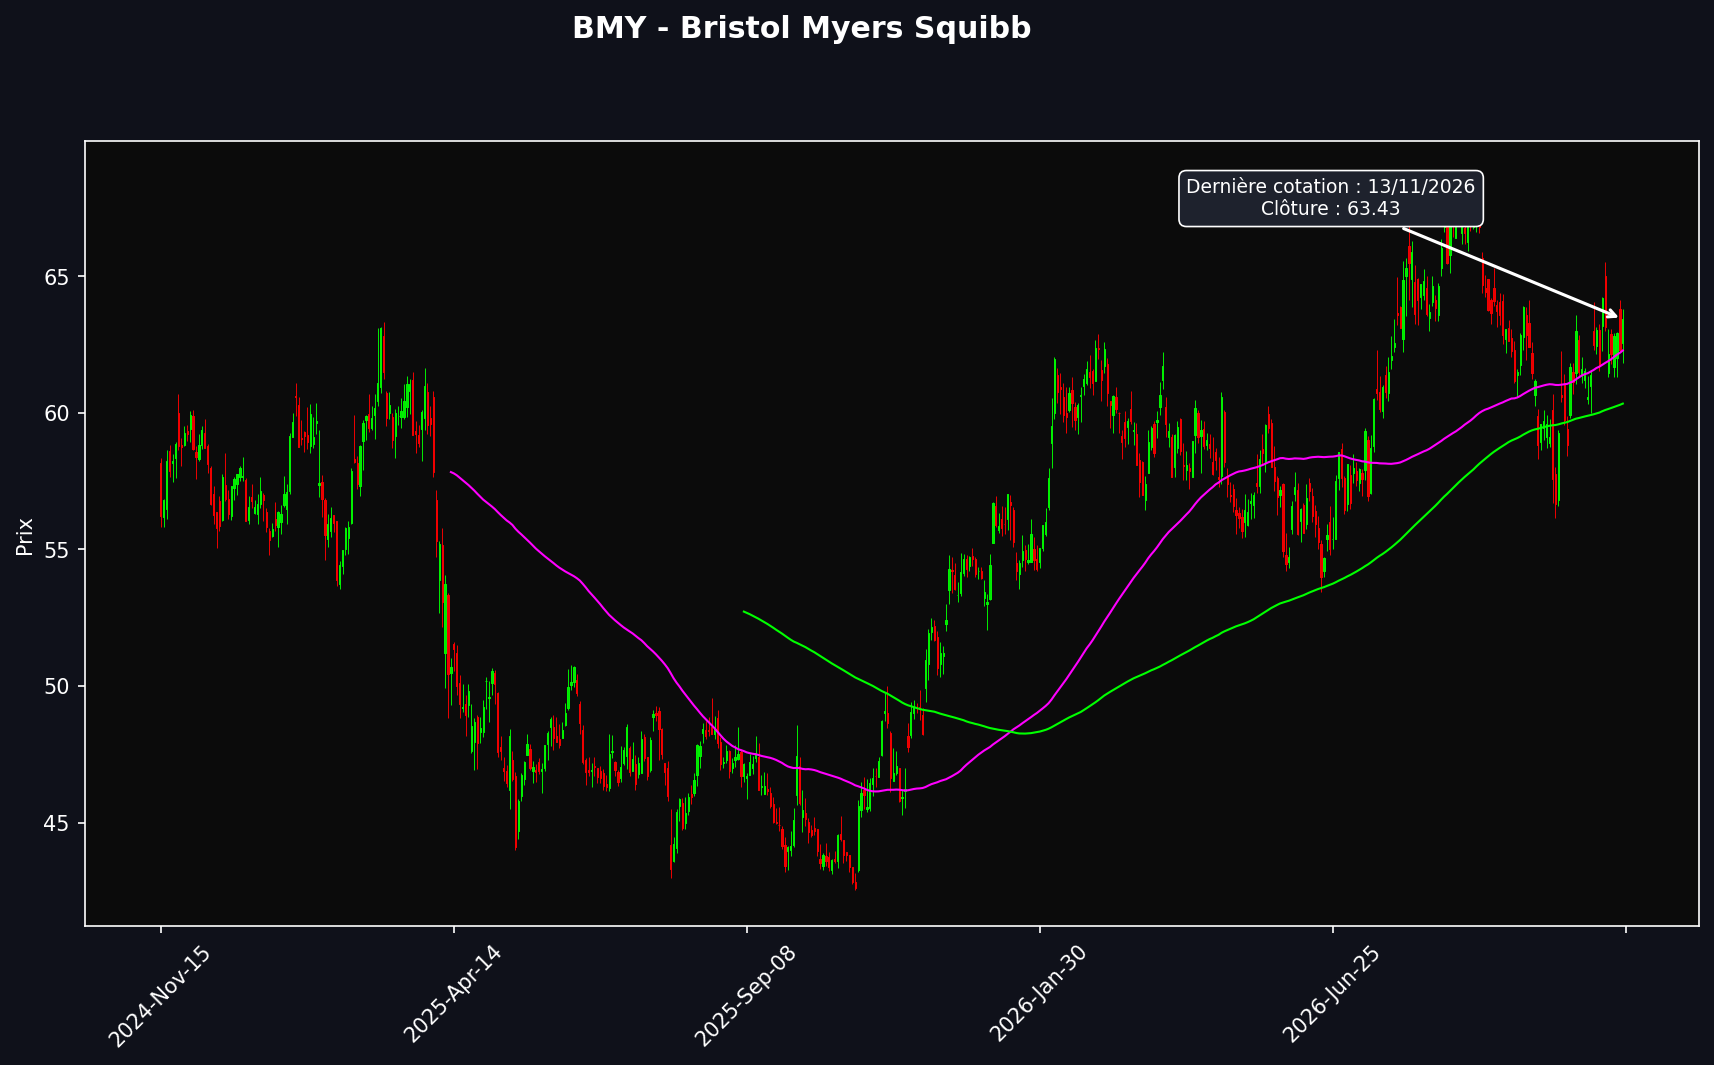 BMY - Bristol Myers Squibb
Dernière cotation : 13/11/2026
Clôture : 63.43
65
60
55
50
45
Prix
2024-Nov-15
2025-Apr-14
2025-Sep-08
2026-Jan-30
2026-Jun-25